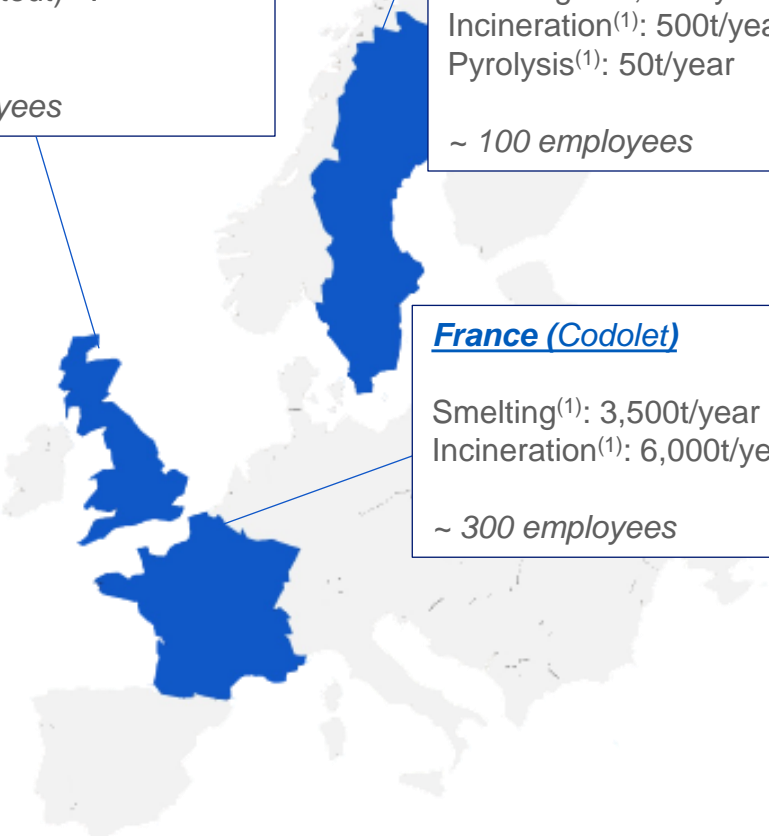 yees
Incineration(1): 500t/yea
Pyrolysis(1): 50t/year
~ 100 employees
France (Codolet)
Smelting(1): 3,500t/year
Incineration(1): 6,000t/ye
~ 300 employees